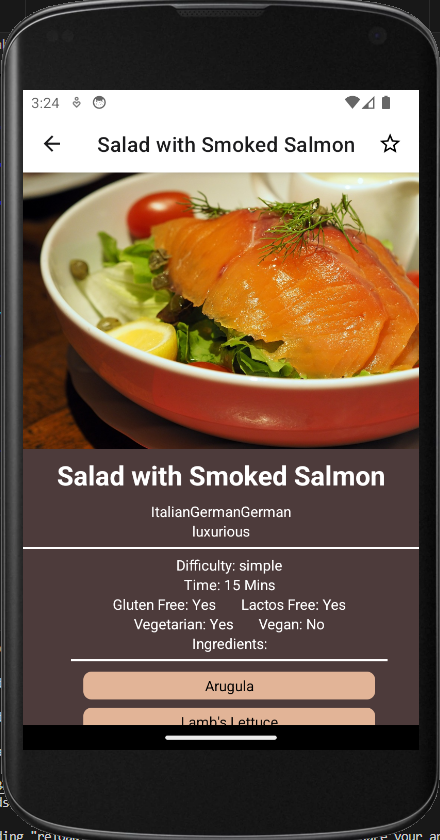 3:24
Salad with Smoked Salmon
Salad with Smoked Salmon
ItalianGermanGerman
luxurious
Difficulty: simple
Time: 15 Mins
Gluten Free: Yes Lactos Free: Yes
Vegetarian: Yes Vegan: No
Ingredients:
Arugula
Lamb's Lettuce